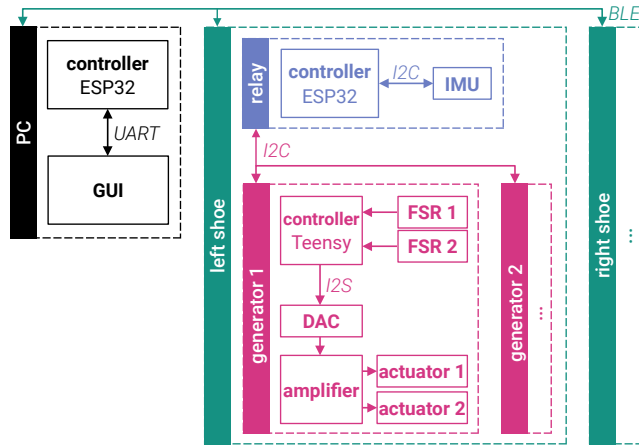 BLE
PC
controller
ESP32
UART
GUI
left shoe
relay
controller
ESP32
I2C
IMU
I2C
generator 1
controller
Teensy
FSR 1
FSR 2
I2S
DAC
amplifier
actuator 1
actuator 2
generator 2
...
right shoe
...